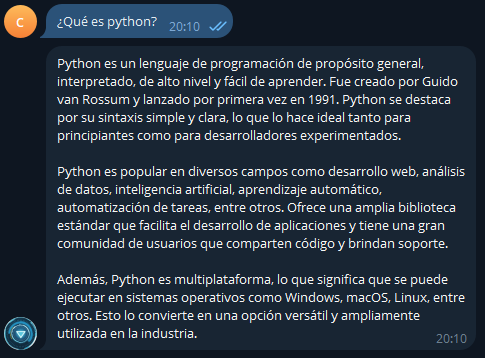 C
¿Qué es python? 20:10
Python es un lenguaje de programación de propósito general,
interpretado, de alto nivel y fácil de aprender. Fue creado por Guido
van Rossum y lanzado por primera vez en 1991. Python se destaca
por su sintaxis simple y clara, lo que lo hace ideal tanto para
principiantes como para desarrolladores experimentados.
Python es popular en diversos campos como desarrollo web, análisis
de datos, inteligencia artificial, aprendizaje automático,
automatización de tareas, entre otros. Ofrece una amplia biblioteca
estándar que facilita el desarrollo de aplicaciones y tiene una gran
comunidad de usuarios que comparten código y brindan soporte.
Además, Python es multiplataforma, lo que significa que se puede
ejecutar en sistemas operativos como Windows, macOS, Linux, entre
otros. Esto lo convierte en una opción versátil y ampliamente
utilizada en la industria.
20:10